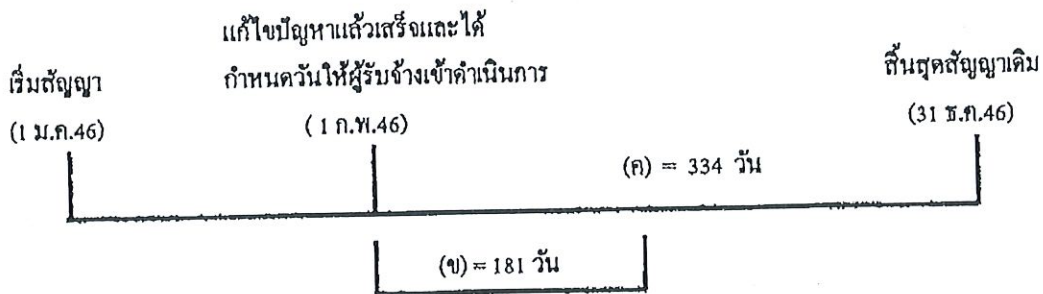 แก้ไขปัญหาแล้วเสร็จและได้
เริ่มสัญญา กำหนดวันให้ผู้รับจ้างเข้าดำเนินการ สิ้นสุดสัญญาเดิม
(1 ม.ค.46) ( 1 ก.พ.46) (31 ธ.ค.46)
(ค) = 334 วัน
(ข) = 181 วัน